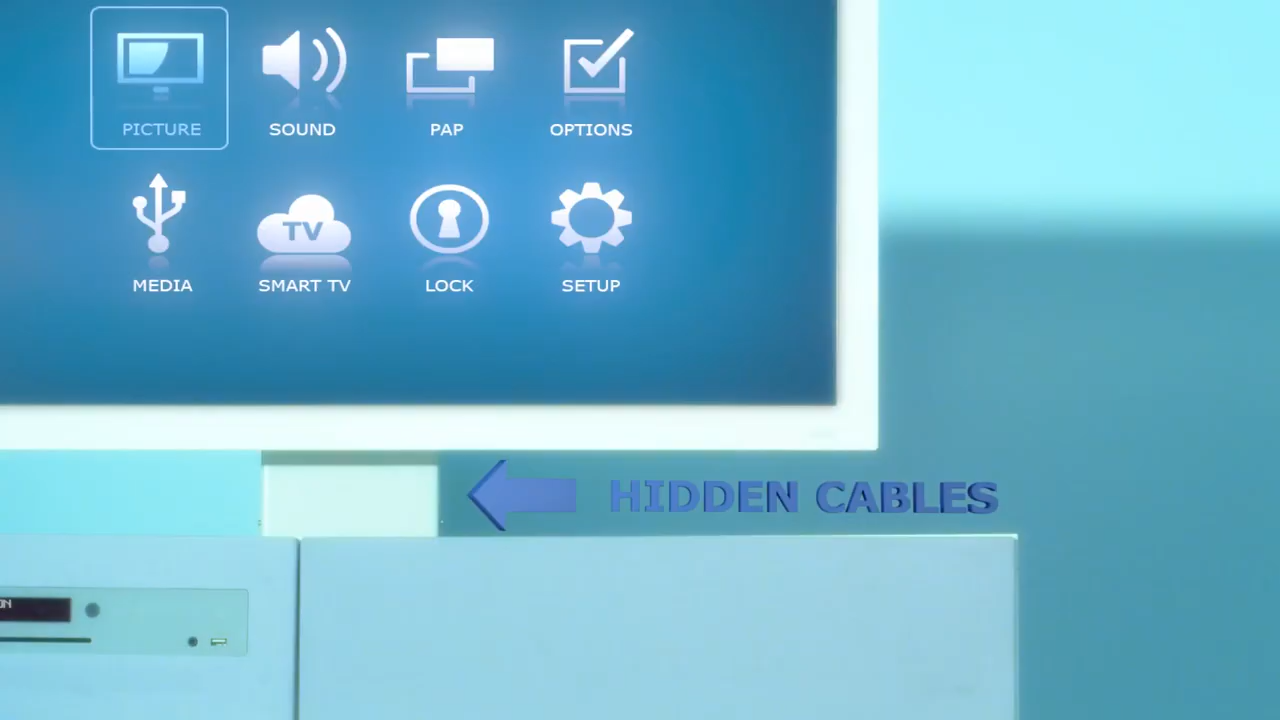 PICTURE SOUND PAP OPTIONS
TV
MEDIA SMART TV LOCK SETUP
HIDDEN CABLES